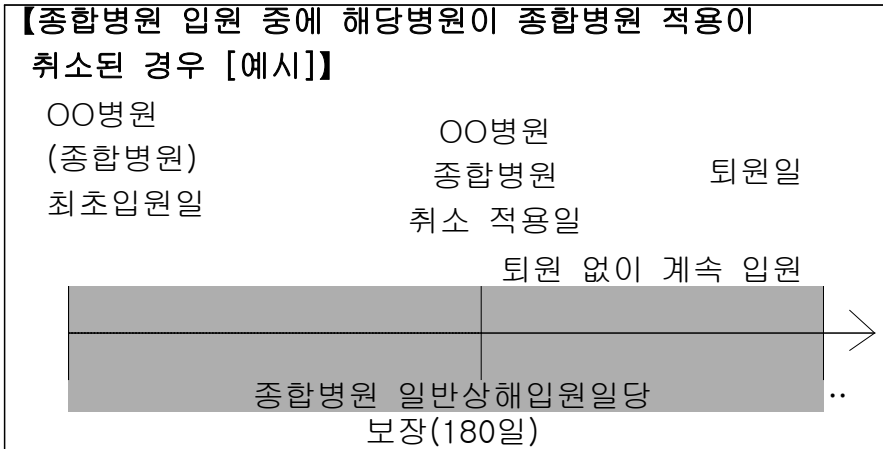 【종합병원 입원 중에 해당병원이 종합병원 적용이
취소된 경우 [예시]】
OO병원
(종합병원)
최초입원일
OO병원
종합병원
취소 적용일
퇴원일
퇴원 없이 계속 입원
종합병원 일반상해입원일당
보장(180일)
..